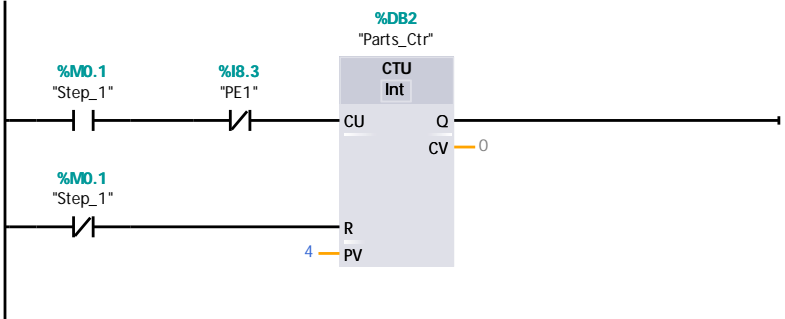 %DB2
"Parts_Ctr"
%M0.1
"Step_1"
%I8.3
"PE1"
CTU
Int
CU
Q
CV
0
%M0.1
"Step_1"
R
4
PV